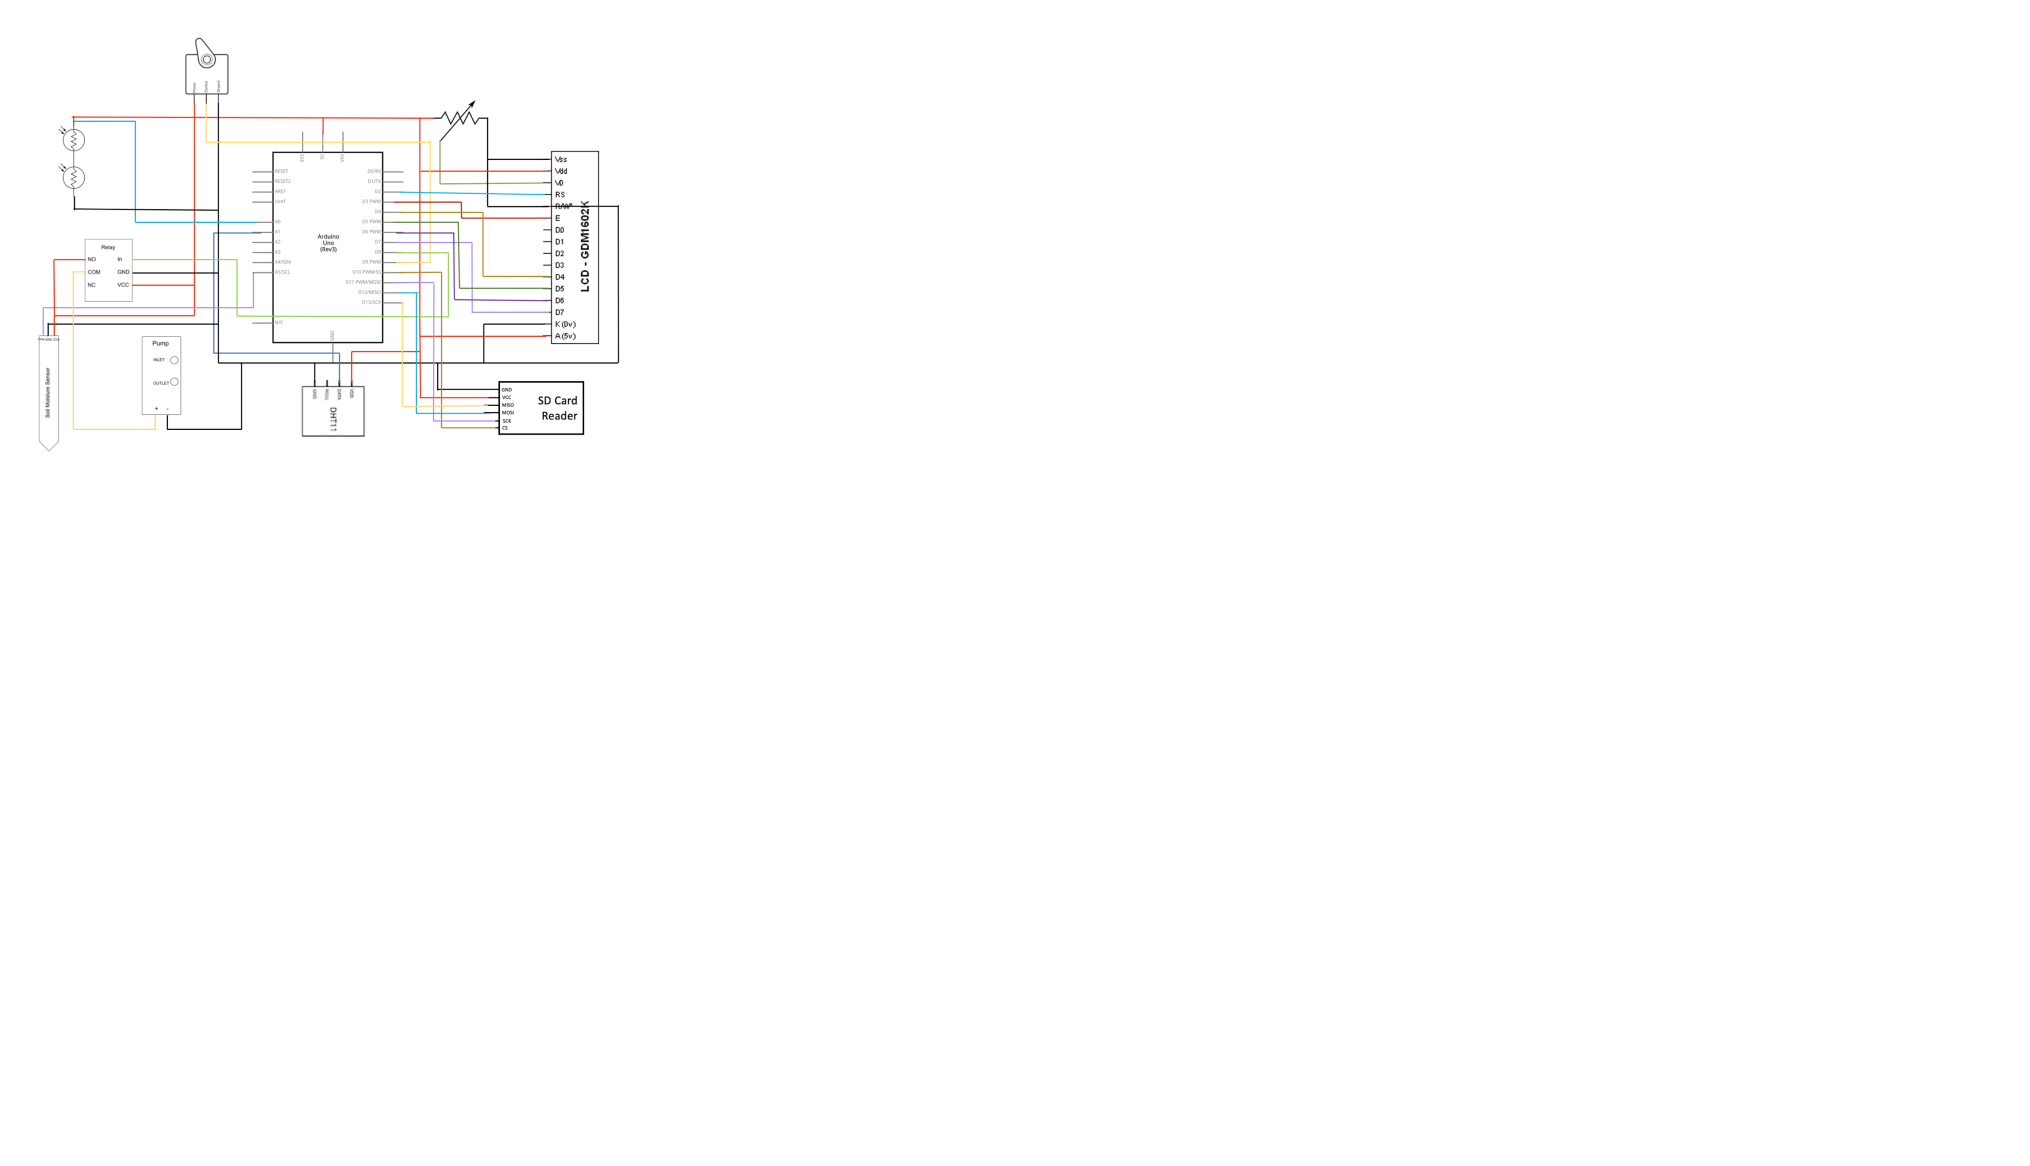 Power
Control
Ground
3V3
5V
VIN
RESET
RESET2
AREF
ioref
A0
A1
A2
A3
A4/SDA
A5/SCL
N/C
Arduino
Uno
(Rev3)
D0/RX
D1/TX
D2
D3 PWM
D4
D5 PWM
D6 PWM
D7
D8
D9 PWM
D10 PWM/SS
D11 PWM/MOSI
D12/MISO
D13/SCK
GND
Vss
Vdd
V0
RS
R/W
E
D0
D1
D2
D3
D4
D5
D6
D7
K (0v)
A (5v)
LCD - GDM1602K
Relay
NO
COM
NC
In
GND
VCC
Soil Moisture Sensor
Pump
INLET
OUTLET
+
-
GND
NULL
DATA
VDD
DHT11
GND
VCC
MISO
MOSI
SCK
CS
SD Card
Reader